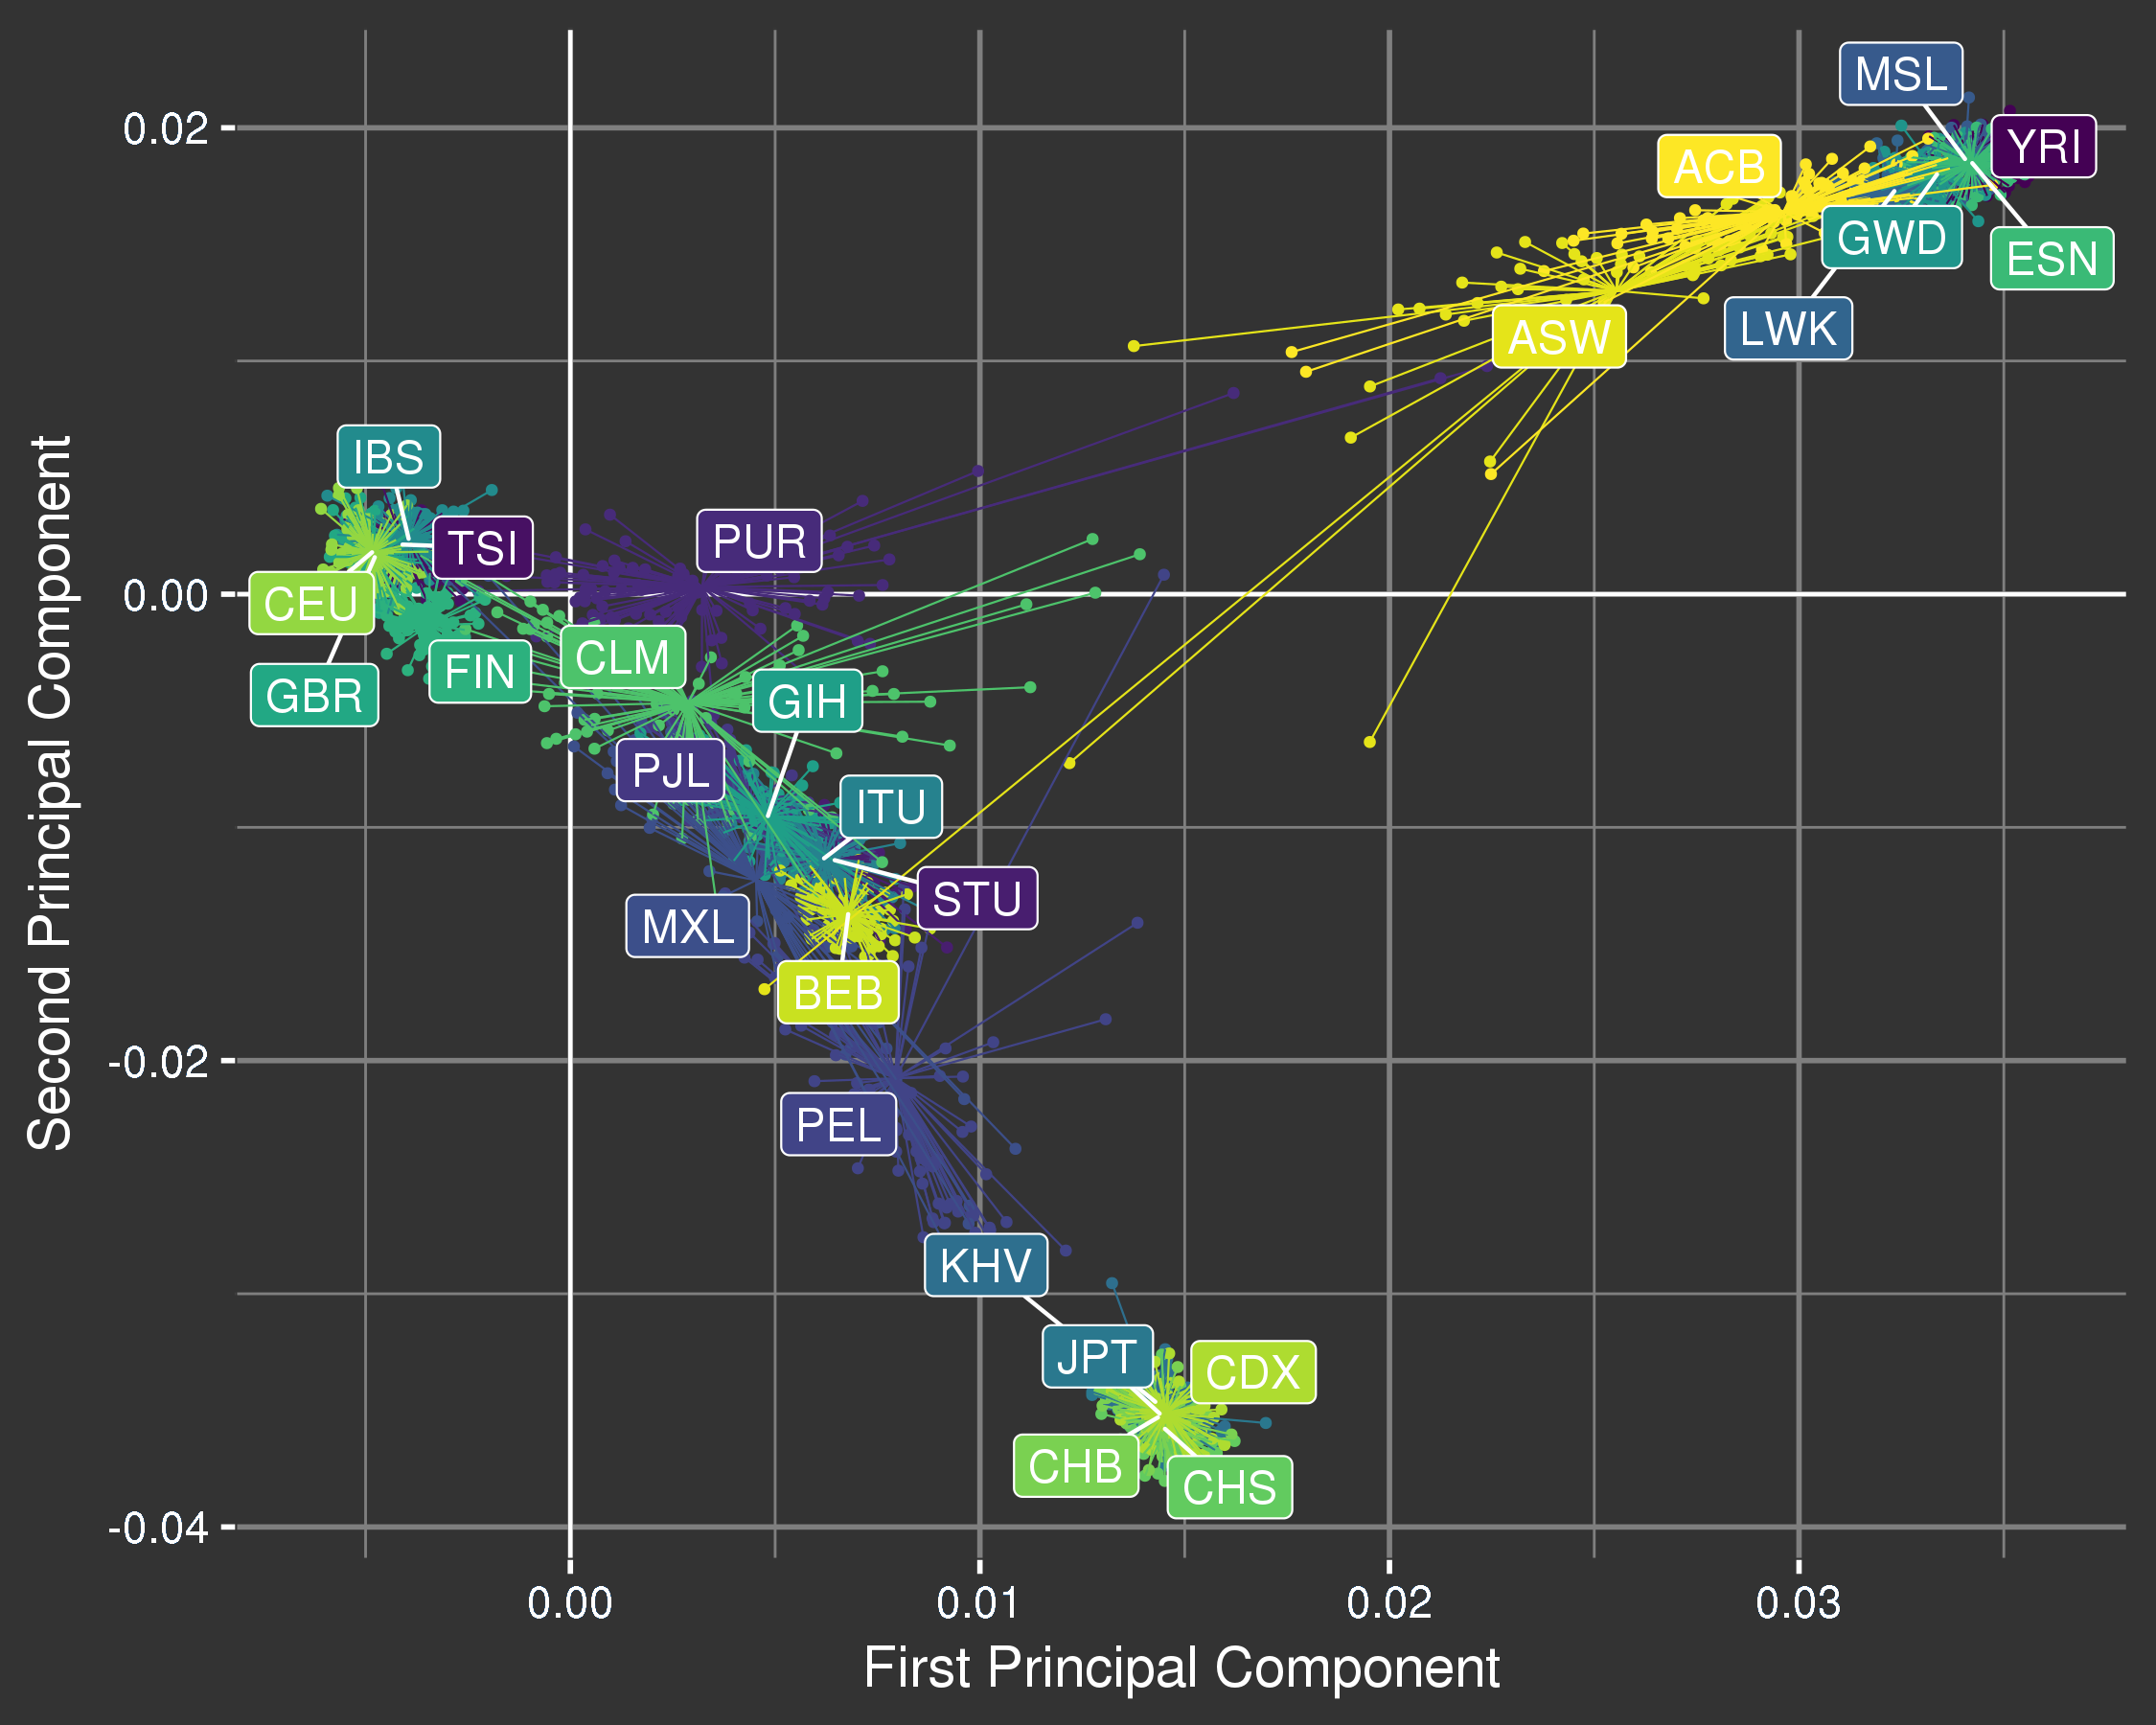 MSL
YRI
ACB
GWD
ESN
LWK
ASW
IBS
TSI
PUR
CEU
CLM
FIN
GBR
GIH
PJL
ITU
STU
MXL
BEB
PEL
KHV
JPT
CDX
CHB
CHS
0.02
0.00
-0.02
-0.04
Second Principal Component
0.00 0.01 0.02 0.03
First Principal Component